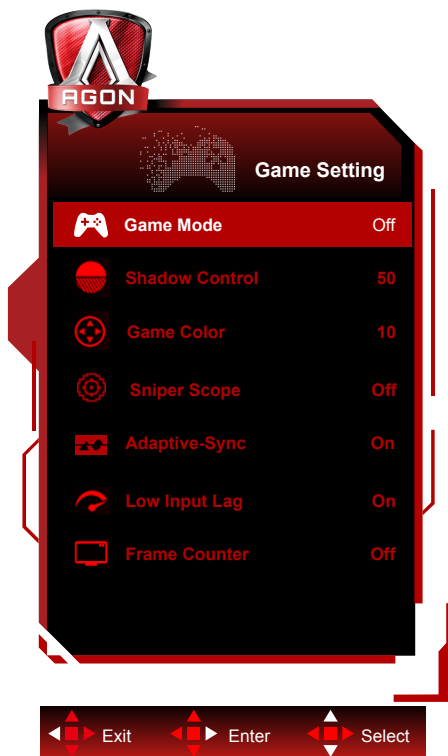 AGON
Game Setting
Game Mode Off
Shadow Control 50
Game Color 10
Sniper Scope Off
Adaptive-Sync On
Low Input Lag On
Frame Counter Off
Exit Enter Select